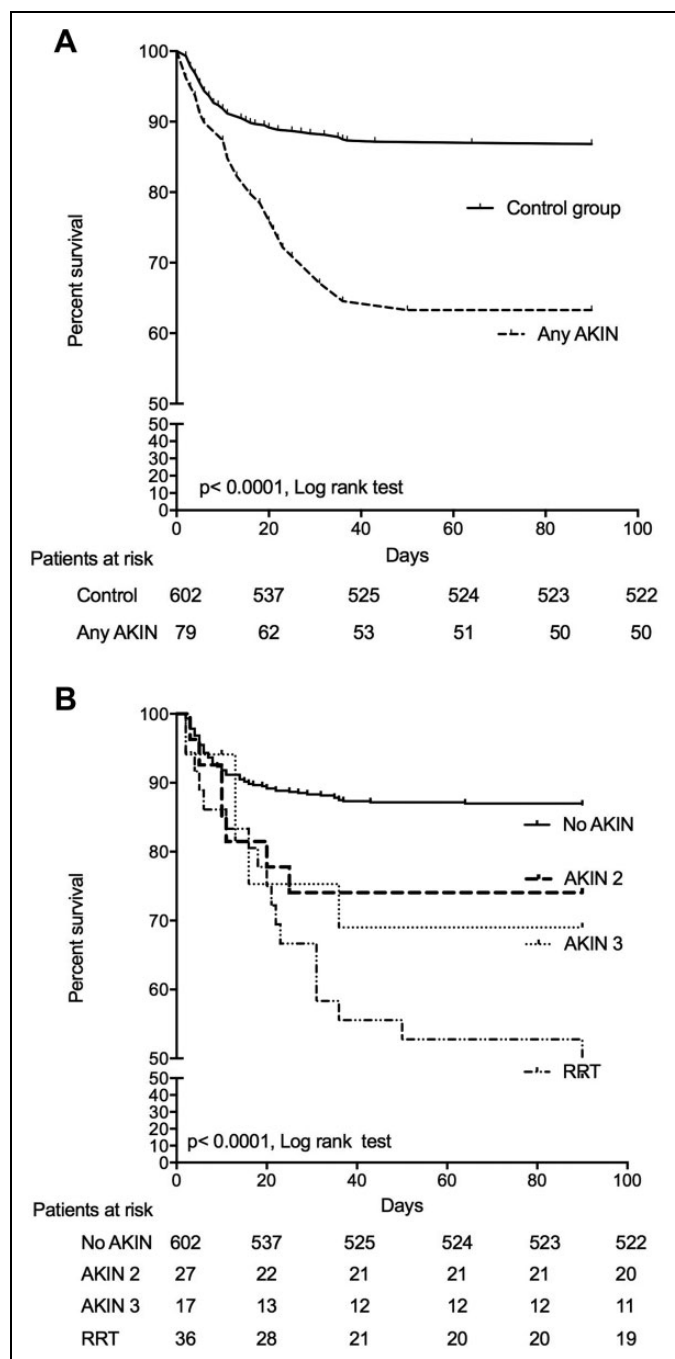 A
100
90
80
70
60
50
50
40
30
20
10
0
Percent survival
Control group
Any AKIN
p< 0.0001, Log rank test
0 20 40 60 80 100
Days
Patients at risk
Control 602 537 525 524 523 522
Any AKIN 79 62 53 51 50 50
B
100
90
80
70
60
50
50
40
30
20
10
0
Percent survival
No AKIN
AKIN 2
AKIN 3
RRT
p< 0.0001, Log rank test
0 20 40 60 80 100
Days
Patients at risk
No AKIN 602 537 525 524 523 522
AKIN 2 27 22 21 21 21 20
AKIN 3 17 13 12 12 12 11
RRT 36 28 21 20 20 19